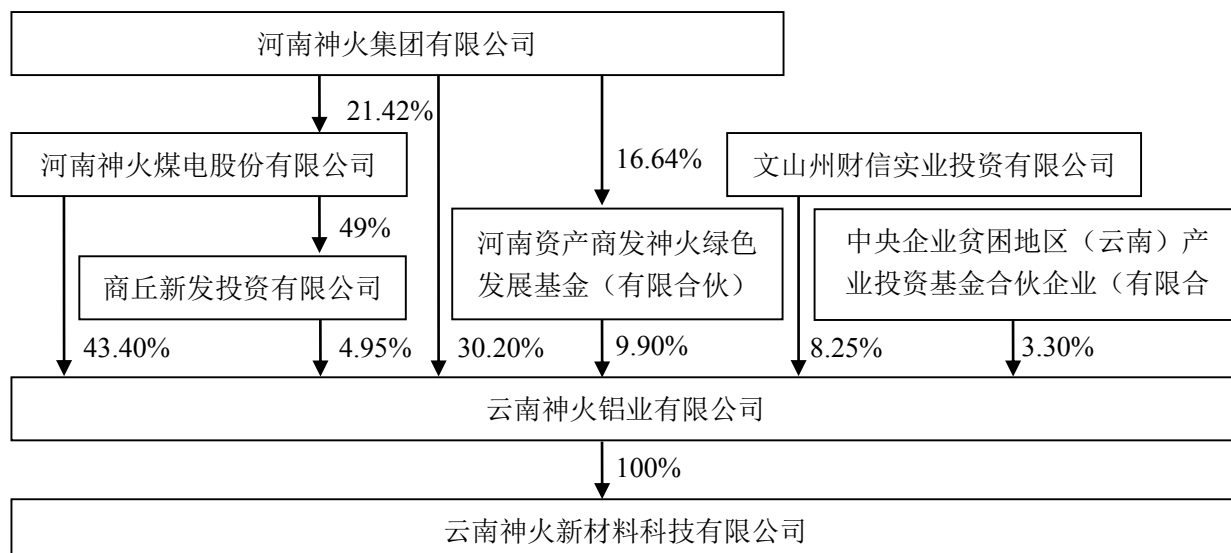 河南神火集团有限公司
21.42%
河南神火煤电股份有限公司
16.64%
文山州财信实业投资有限公司
49%
河南资产商发神火绿色
发展基金（有限合伙）
中央企业贫困地区（云南）产
业投资基金合伙企业（有限合
商丘新发投资有限公司
43.40%
4.95%
30.20%
9.90%
8.25%
3.30%
云南神火铝业有限公司
100%
云南神火新材料科技有限公司